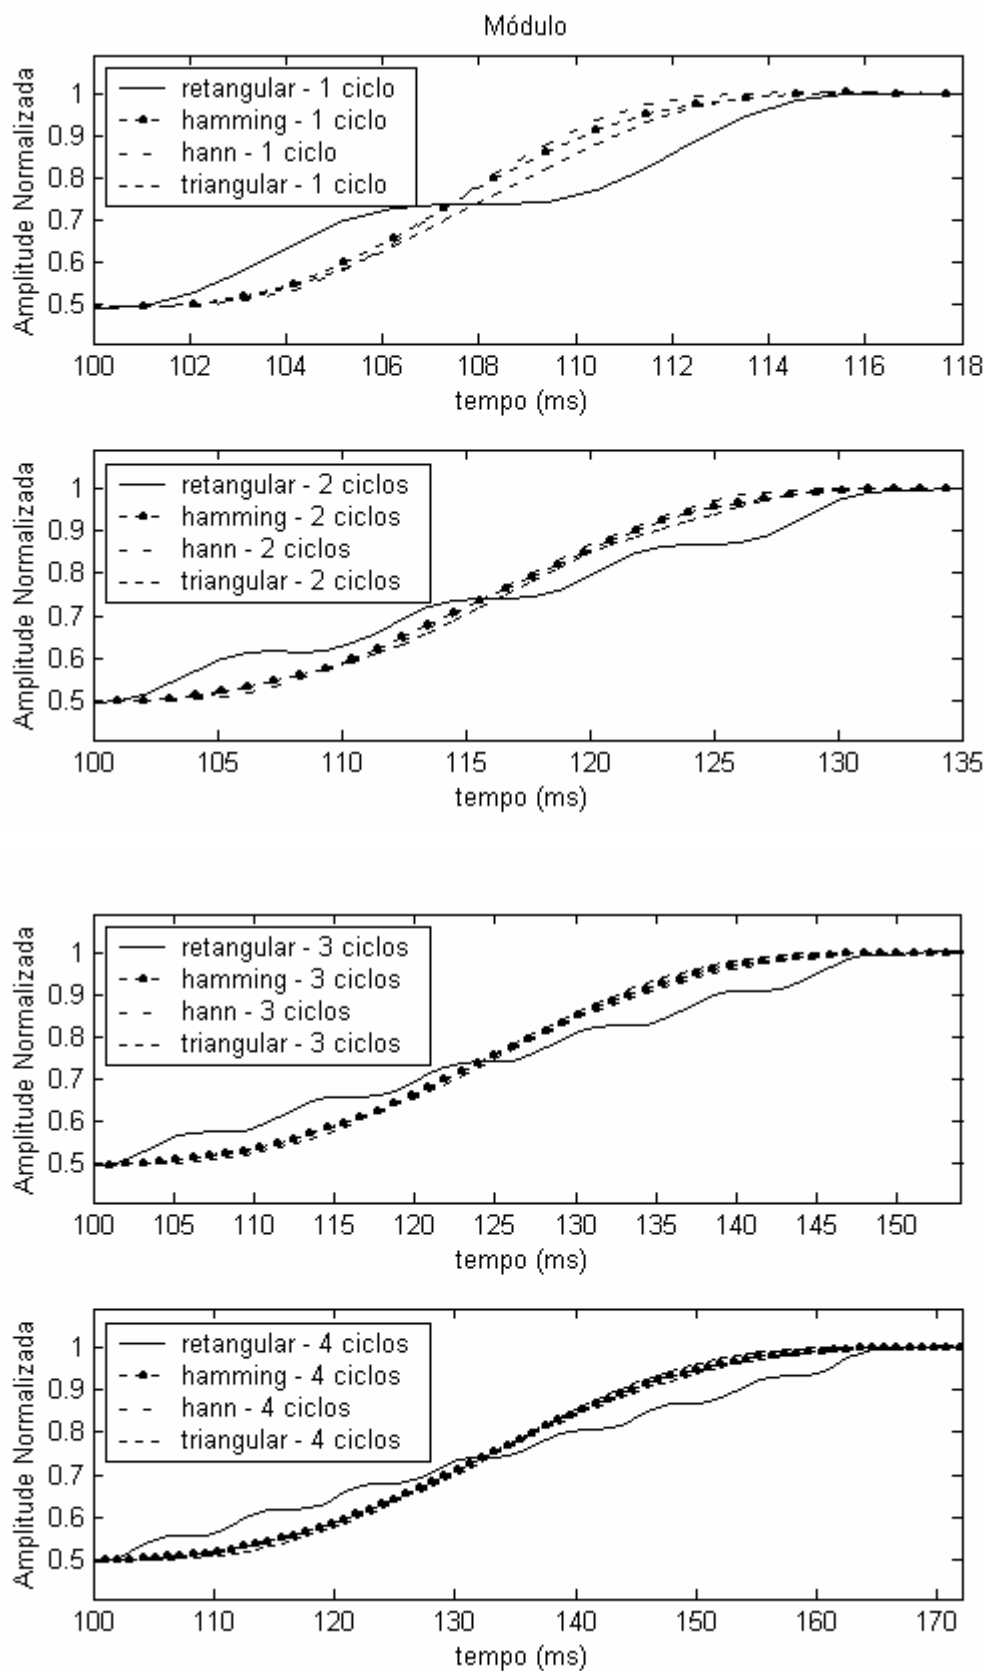 Módulo
Amplitude Normalizada
1
0.9
0.8
0.7
0.6
0.5
retangular - 1 ciclo
hamming - 1 ciclo
hann - 1 ciclo
triangular - 1 ciclo
100 102 104 106 108 110 112 114 116 118
tempo (ms)
Amplitude Normalizada
1
0.9
0.8
0.7
0.6
0.5
retangular - 2 ciclos
hamming - 2 ciclos
hann - 2 ciclos
triangular - 2 ciclos
100 105 110 115 120 125 130 135
tempo (ms)
Amplitude Normalizada
1
0.9
0.8
0.7
0.6
0.5
retangular - 3 ciclos
hamming - 3 ciclos
hann - 3 ciclos
triangular - 3 ciclos
100 105 110 115 120 125 130 135 140 145 150
tempo (ms)
Amplitude Normalizada
1
0.9
0.8
0.7
0.6
0.5
retangular - 4 ciclos
hamming - 4 ciclos
hann - 4 ciclos
triangular - 4 ciclos
100 110 120 130 140 150 160 170
tempo (ms)